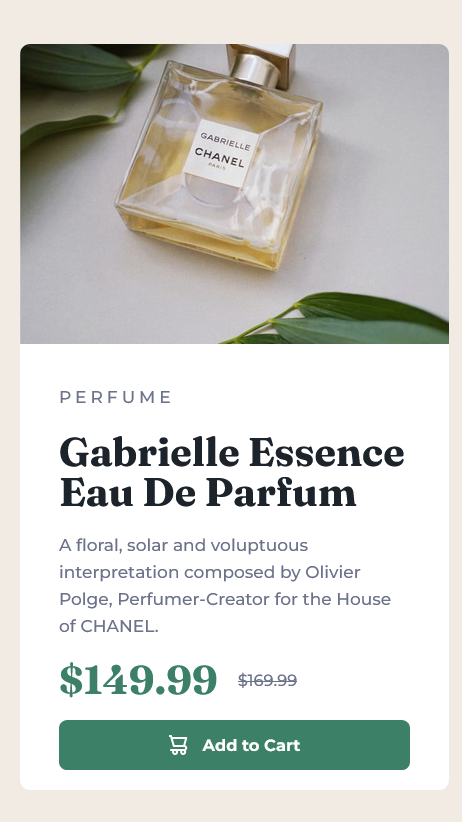 GABRIELLE
CHANEL
PARIS
PERFUME
Gabrielle Essence
Eau De Parfum
A floral, solar and voluptuous
interpretation composed by Olivier
Polge, Perfumer-Creator for the House
of CHANEL.
$149.99 $169.99
Add to Cart